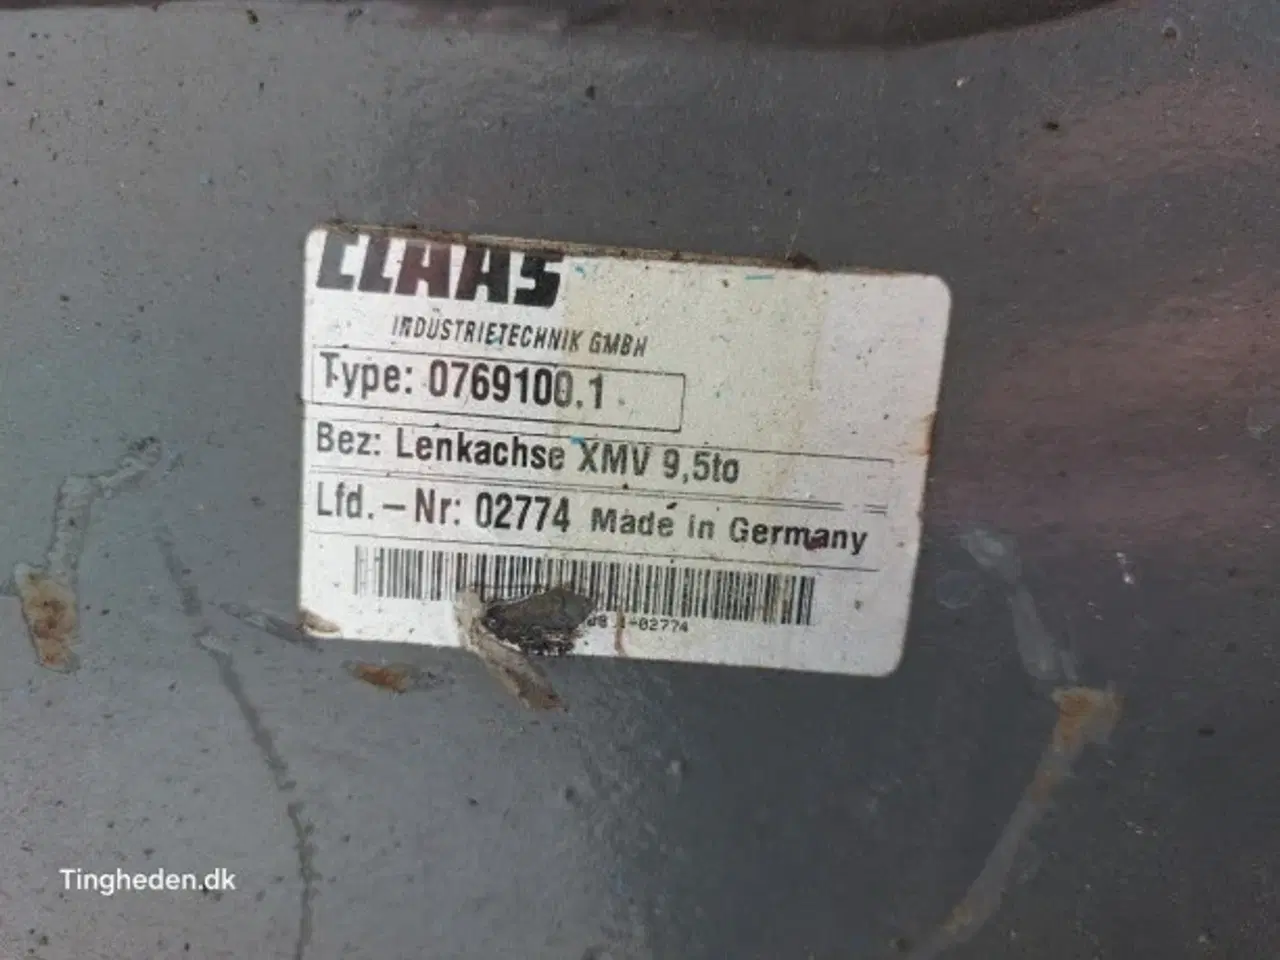 CLAAS
INDUSTRIETECHNIK GMBH
Type: 0769100.1
Bez: Lenkachse XMV 9,5to
Lfd. – Nr: 02774 Made in Germany
-02774
Tingheden.dk